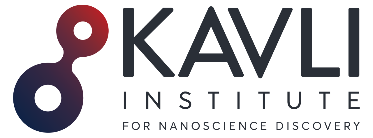 KAVLI
INSTITUTE
FOR NANOSCIENCE DISCOVERY